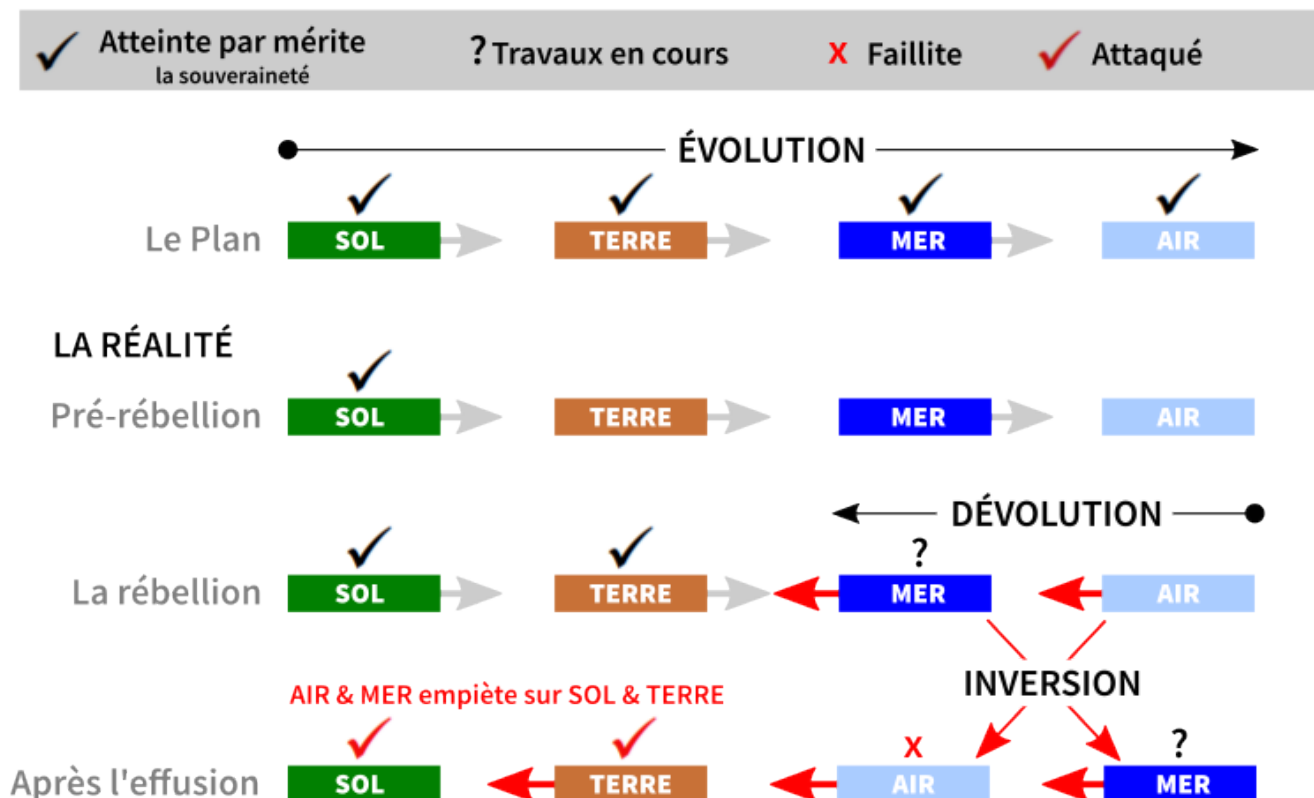 ✓ Atteinte par mérite
la souveraineté
? Travaux en cours
X Faillite
✓ Attaqué
ÉVOLUTION
Le Plan
SOL TERRE MER AIR
LA RÉALITÉ
Pré-rébellion
SOL TERRE MER AIR
DÉVOLUTION
?
La rébellion
SOL TERRE MER AIR
INVERSION
AIR & MER empiète sur SOL & TERRE
X ?
Après l'effusion
SOL TERRE AIR MER